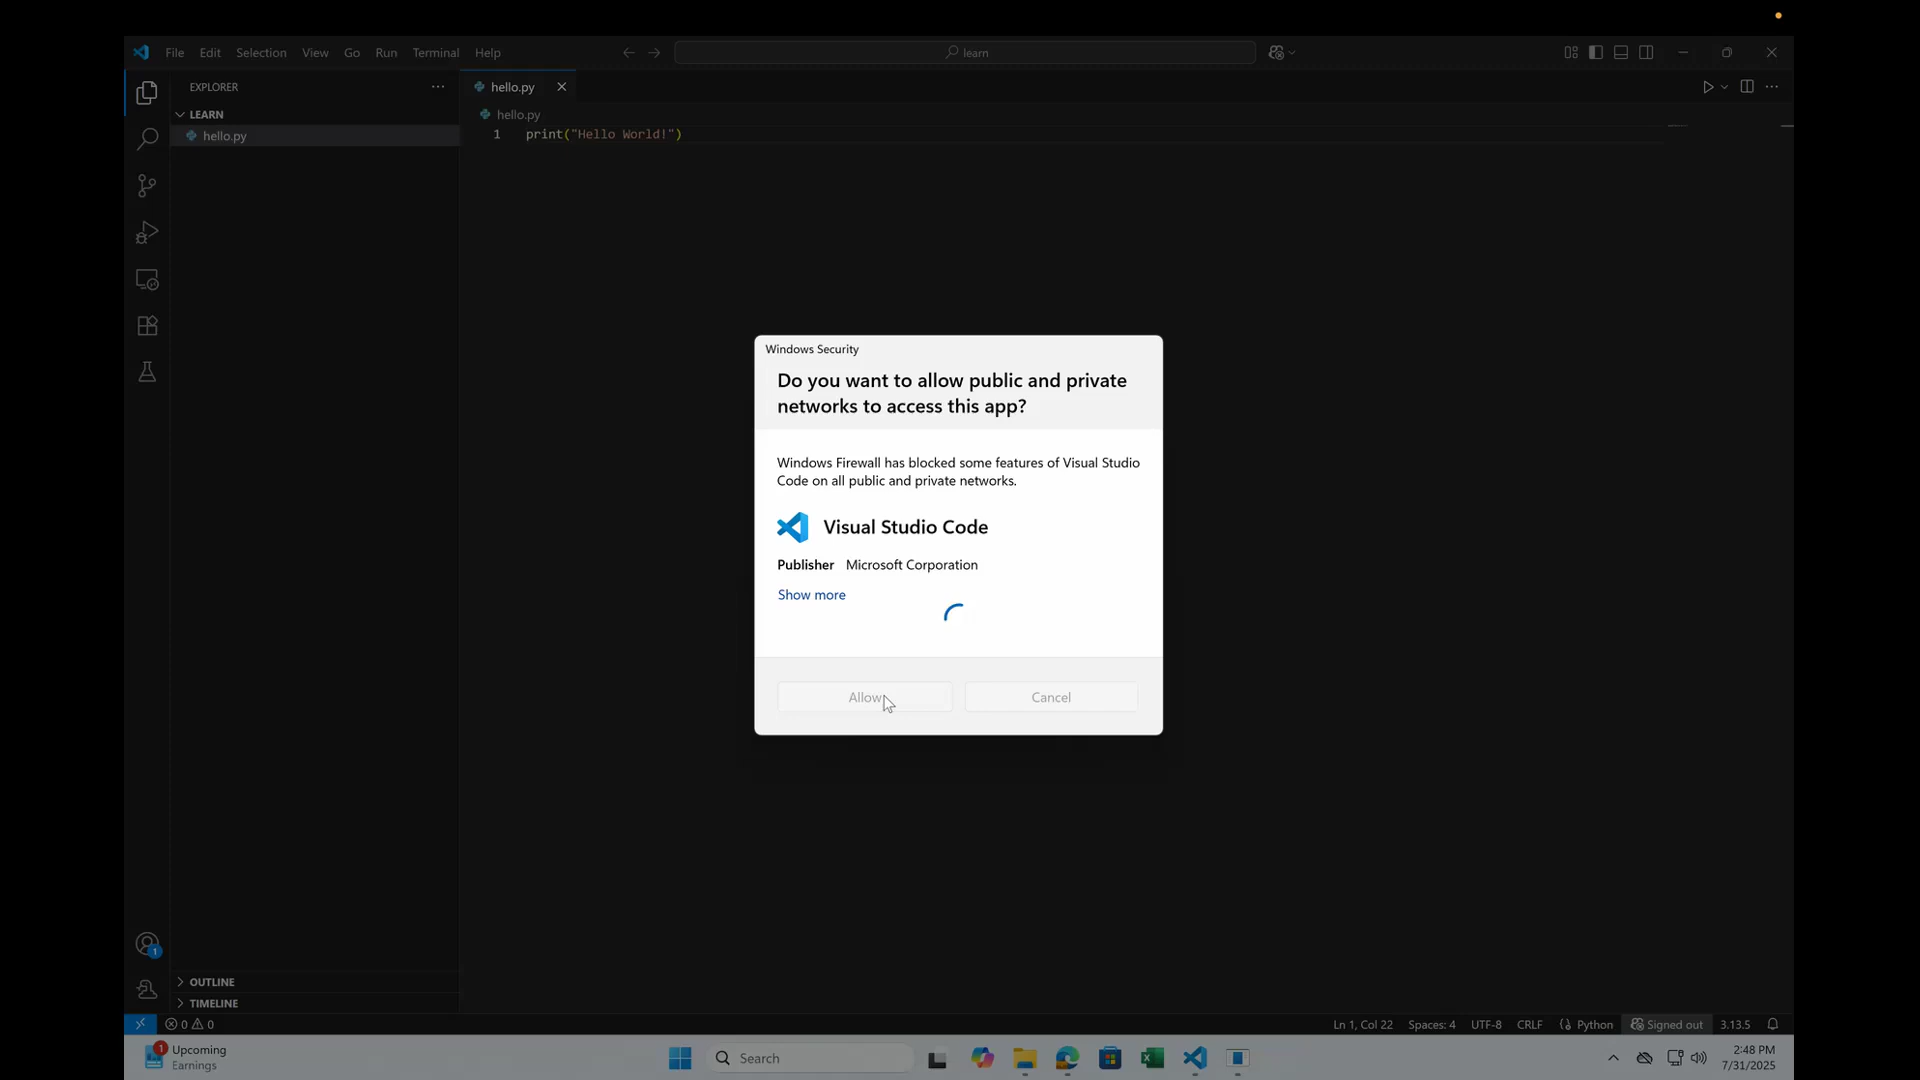 File Edit Selection View Go Run Terminal Help
learn
EXPLORER
hello.py
LEARN
hello.py
hello.py
1 print("Hello World!")
Windows Security
Do you want to allow public and private
networks to access this app?
Windows Firewall has blocked some features of Visual Studio
Code on all public and private networks.
Visual Studio Code
Publisher Microsoft Corporation
Show more
Allow
Cancel
1
OUTLINE
TIMELINE
0 0
Ln 1, Col 22 Spaces: 4 UTF-8 CRLF Python Signed out 3.13.5
1
Upcoming
Earnings
Search
2:48 PM
7/31/2025